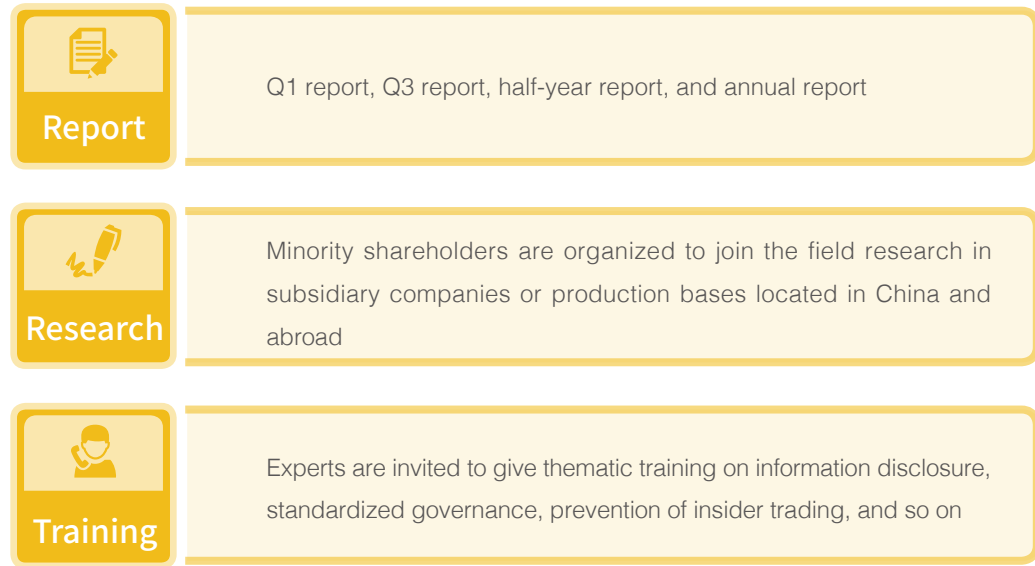 Report
Q1 report, Q3 report, half-year report, and annual report
Research
Minority shareholders are organized to join the field research in
subsidiary companies or production bases located in China and
abroad
Training
Experts are invited to give thematic training on information disclosure,
standardized governance, prevention of insider trading, and so on